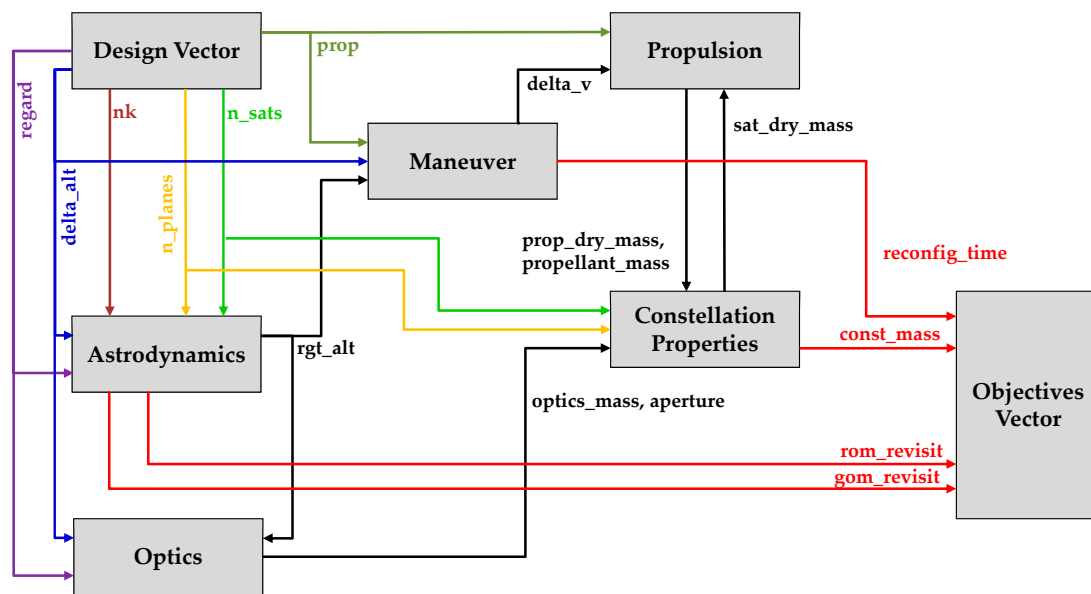 Design Vector
Propulsion
prop
delta_v
regard
nk
n_sats
sat_dry_mass
Maneuver
delta_alt
n_planes
prop_dry_mass,
propellant_mass
reconfig_time
Constellation
Properties
const_mass
Astrodynamics
rgt_alt
Objectives
Vector
optics_mass, aperture
rom_revisit
gom_revisit
Optics